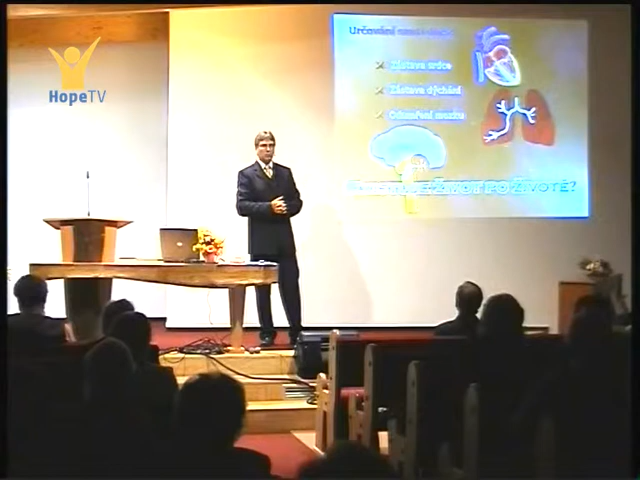 HopeTV
Určování
Zástava srdce
Zástava dýchání
Odumření mozku
ŽIVOT PO ŽIVOTĚ?